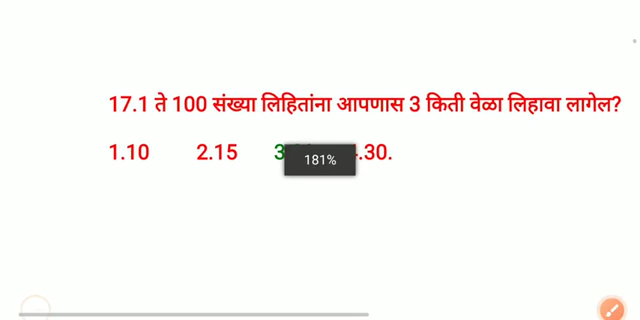 17.1 ते 100 संख्या लिहितांना आपणास 3 किती वेळा लिहावा लागेल?
1.10 2.15 3 181% .30.